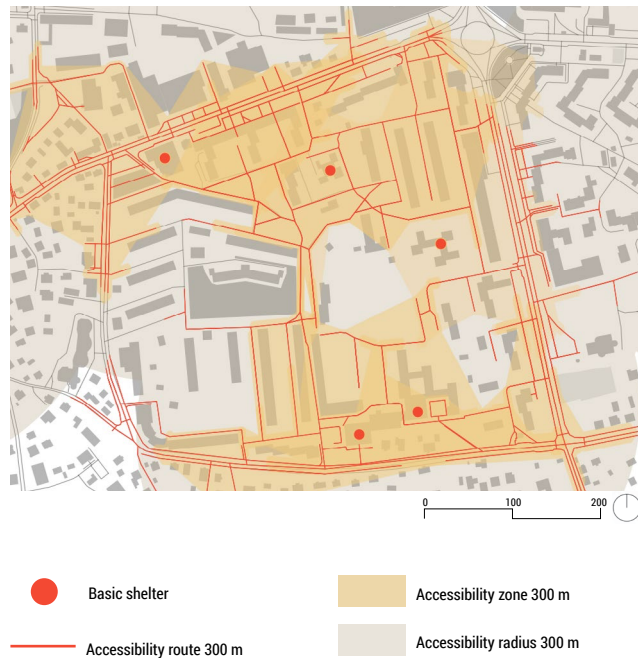 0 100 200
Basic shelter
Accessibility zone 300 m
Accessibility route 300 m
Accessibility radius 300 m